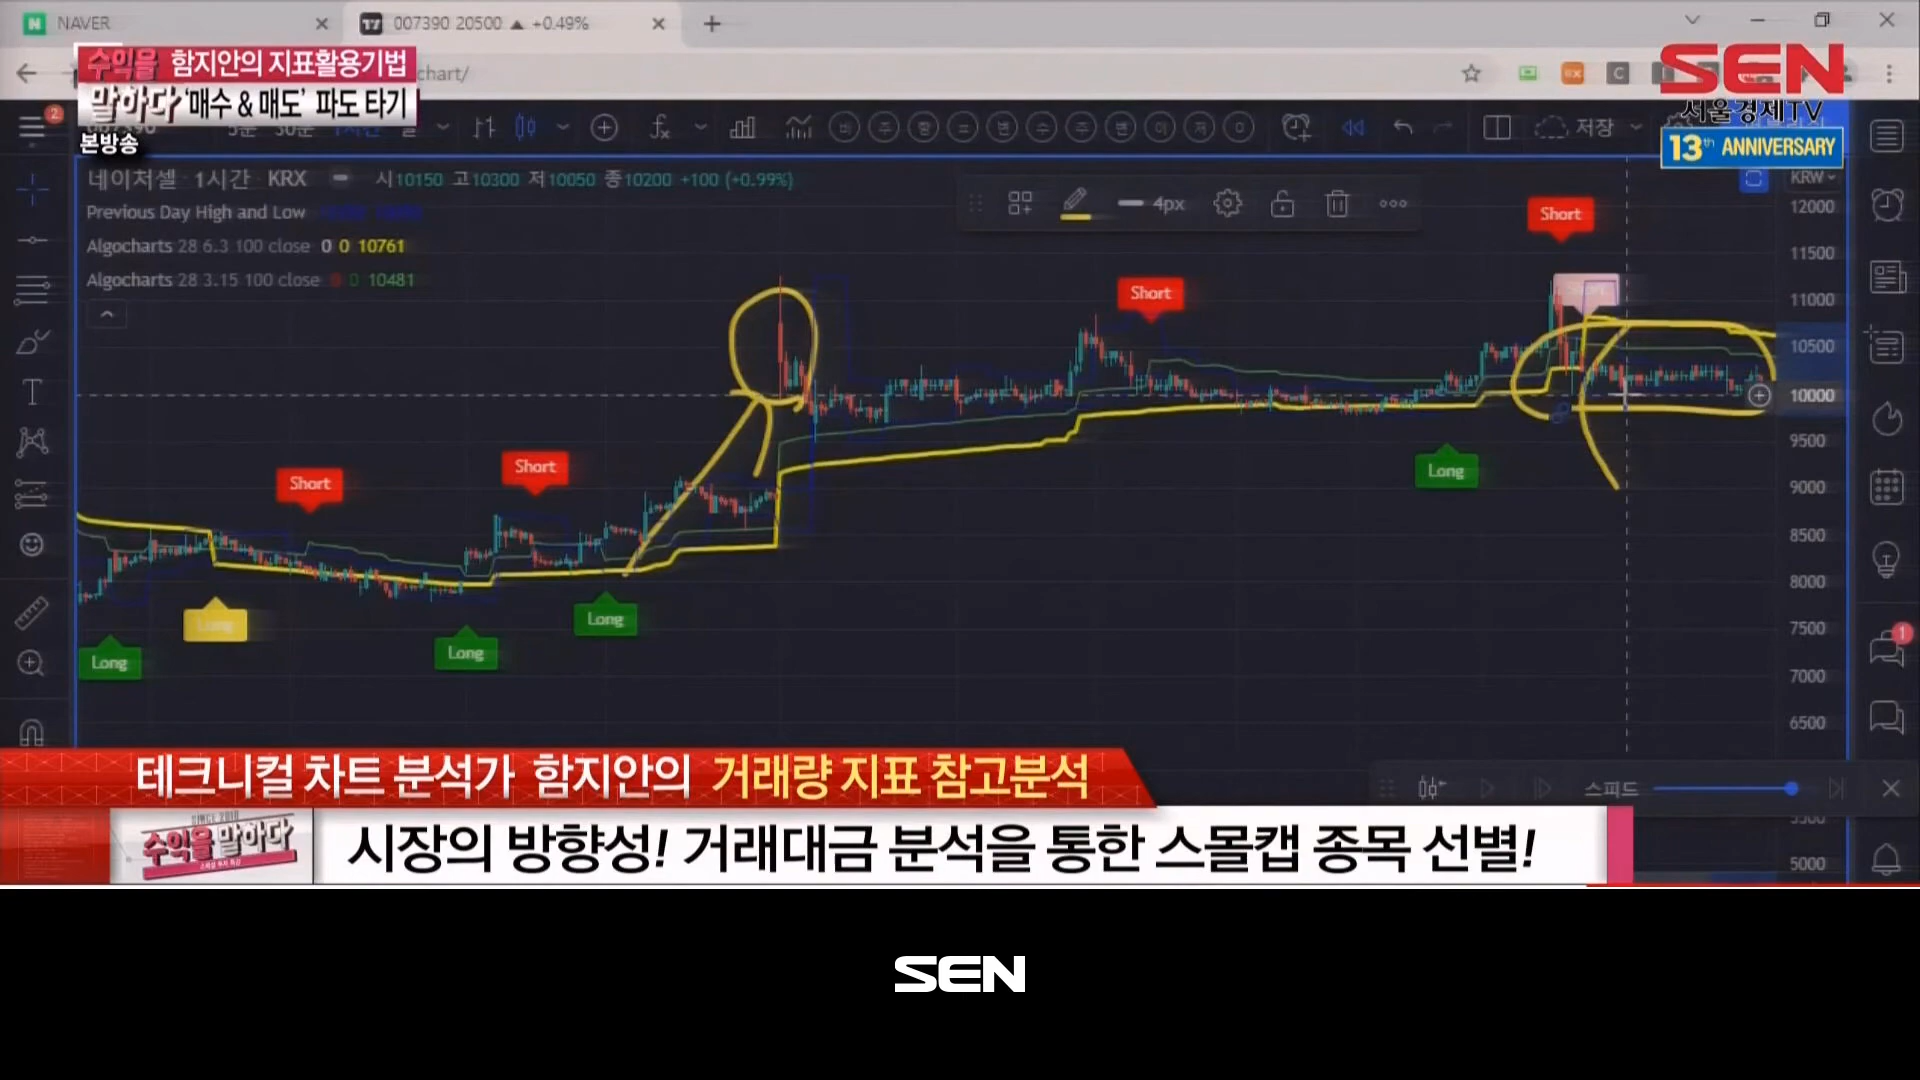 NAVER
007390 20500 ▲ +0.49%
수익을 함지안의 지표활용기법
말하다 '매수 & 매도' 파도 타기
본방송
chart/
SEN
서울경제TV
13th ANNIVERSARY
저장
네이처셀 · 1시간 · KRX
시10150 고10300 저10050 종10200 +100 (+0.99%)
Previous Day High and Low
Algocharts 28 6.3 100 close 0 0 10761
Algocharts 28 3.15 100 close 0 0 10481
4px
KRW
12000
11500
11000
10500
10000
9500
9000
8500
8000
7500
7000
6500
5000
Short
Short
Short
Short
Long
Long
Long
Long
Long
2
1
테크니컬 차트 분석가 함지안의 거래량 지표 참고분석
스피드
수익을 말하다
시장의 방향성! 거래대금 분석을 통한 스몰캡 종목 선별!
SEN